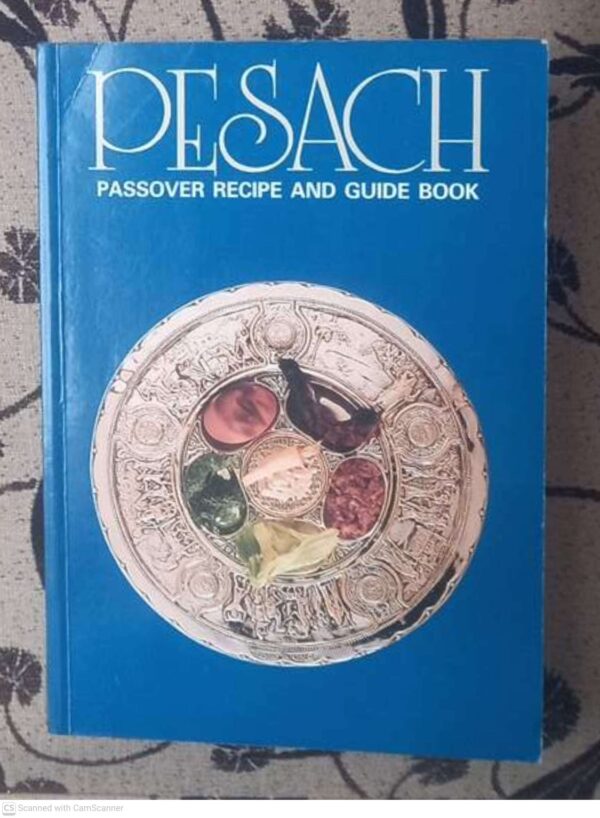 PESACH
PASSOVER RECIPE AND GUIDE BOOK
CS Scanned with CamScanner